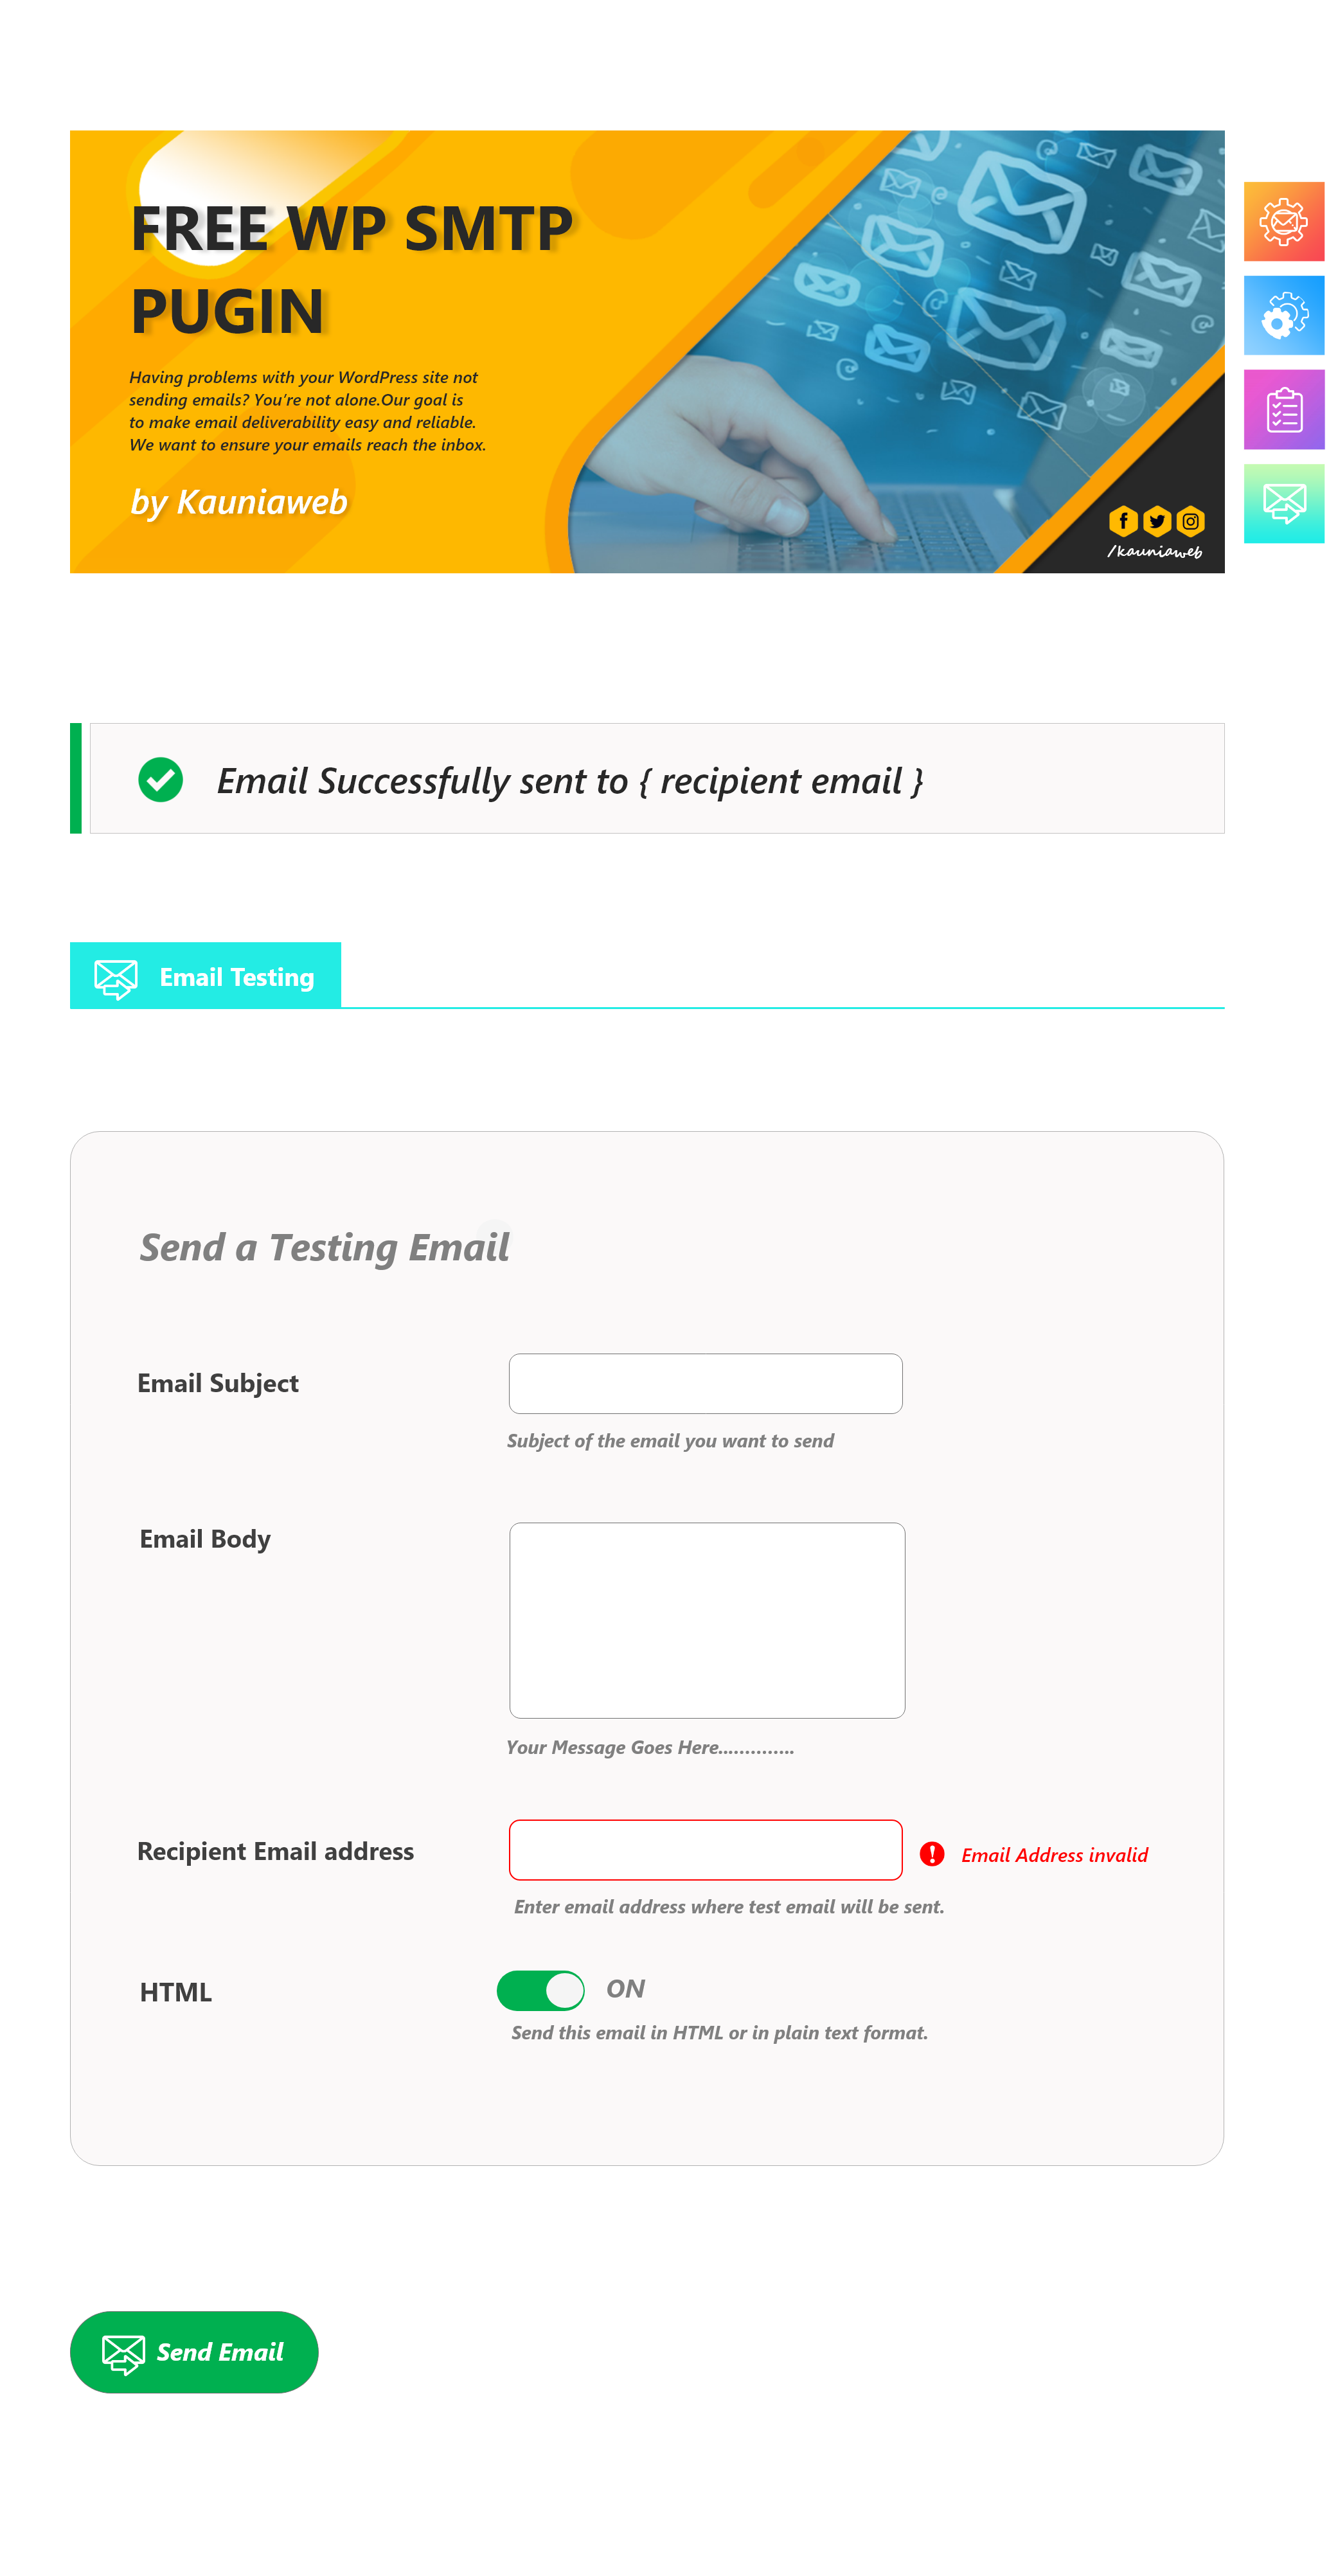 FREE WP SMTP
PUGIN
Having problems with your WordPress site not
sending emails? You're not alone.Our goal is
to make email deliverability easy and reliable.
We want to ensure your emails reach the inbox.
by Kauniaweb
/kauniaweb
Email Successfully sent to { recipient email }
Email Testing
Send a Testing Email
Email Subject
Subject of the email you want to send
Email Body
Your Message Goes Here..............
Recipient Email address
Email Address invalid
Enter email address where test email will be sent.
HTML
ON
Send this email in HTML or in plain text format.
Send Email